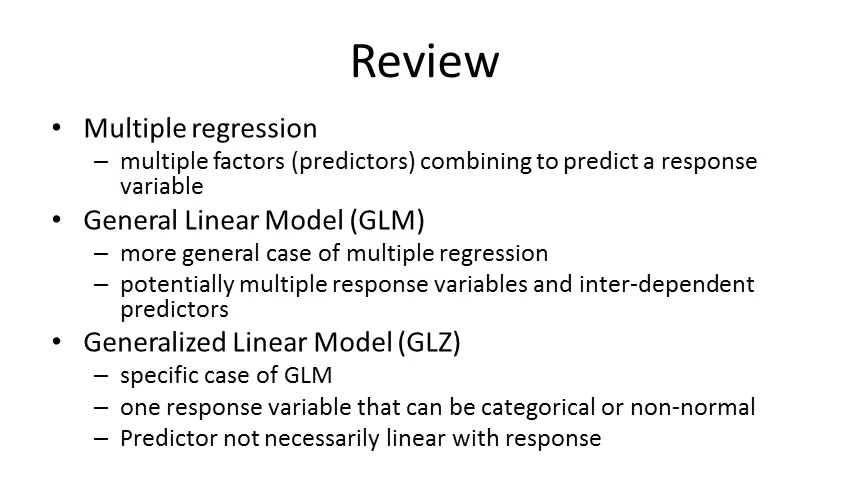 Review
• Multiple regression
– multiple factors (predictors) combining to predict a response
variable
• General Linear Model (GLM)
– more general case of multiple regression
– potentially multiple response variables and inter-dependent
predictors
• Generalized Linear Model (GLZ)
– specific case of GLM
– one response variable that can be categorical or non-normal
– Predictor not necessarily linear with response